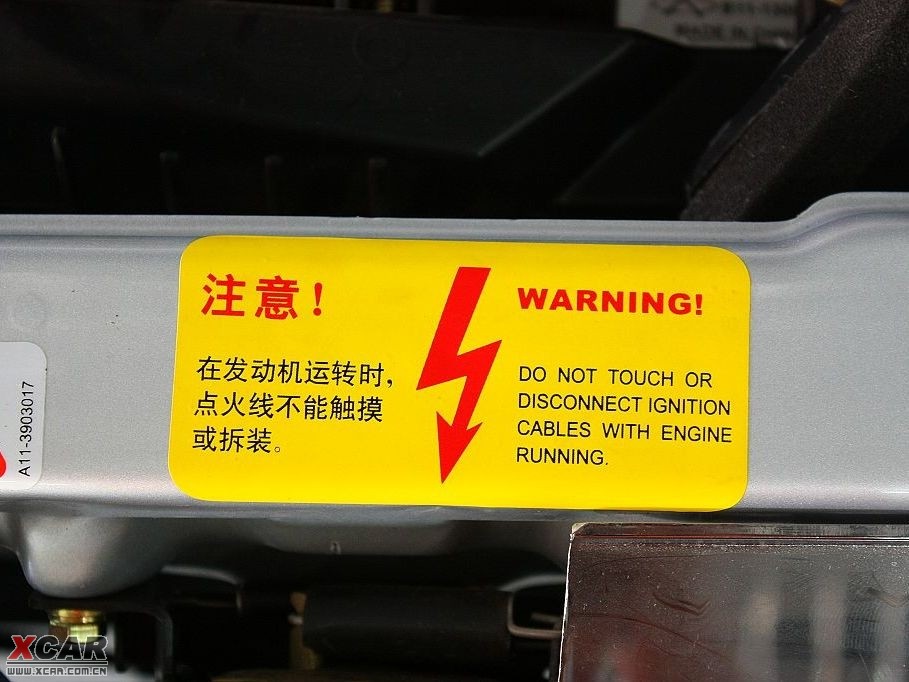 注意！
在发动机运转时，
点火线不能触摸
或拆装。
WARNING!
DO NOT TOUCH OR
DISCONNECT IGNITION
CABLES WITH ENGINE
RUNNING.
A11-3903017
XCAR
WWW.XCAR.COM.CN